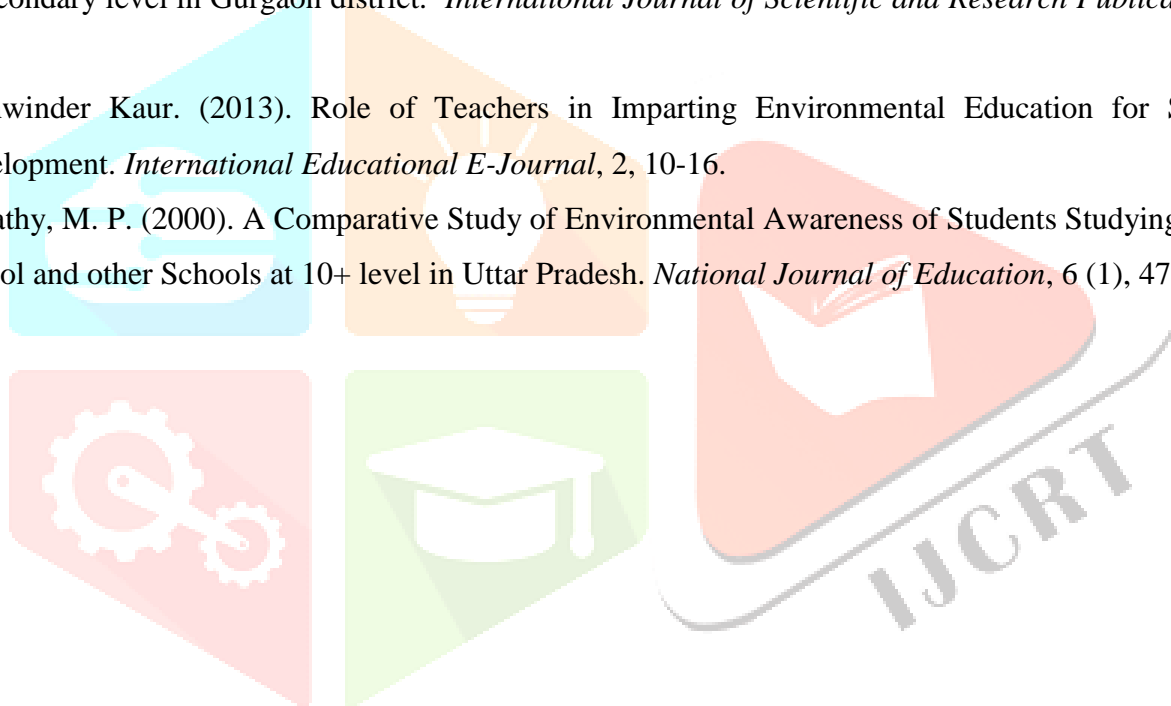 condary level in Gurgaon district. International Journal of Scientific and Research Publica
winder Kaur. (2013). Role of Teachers in Imparting Environmental Education for S
elopment. International Educational E-Journal, 2, 10-16.
athy, M. P. (2000). A Comparative Study of Environmental Awareness of Students Studying
ol and other Schools at 10+ level in Uttar Pradesh. National Journal of Education, 6 (1), 47
IJCRT